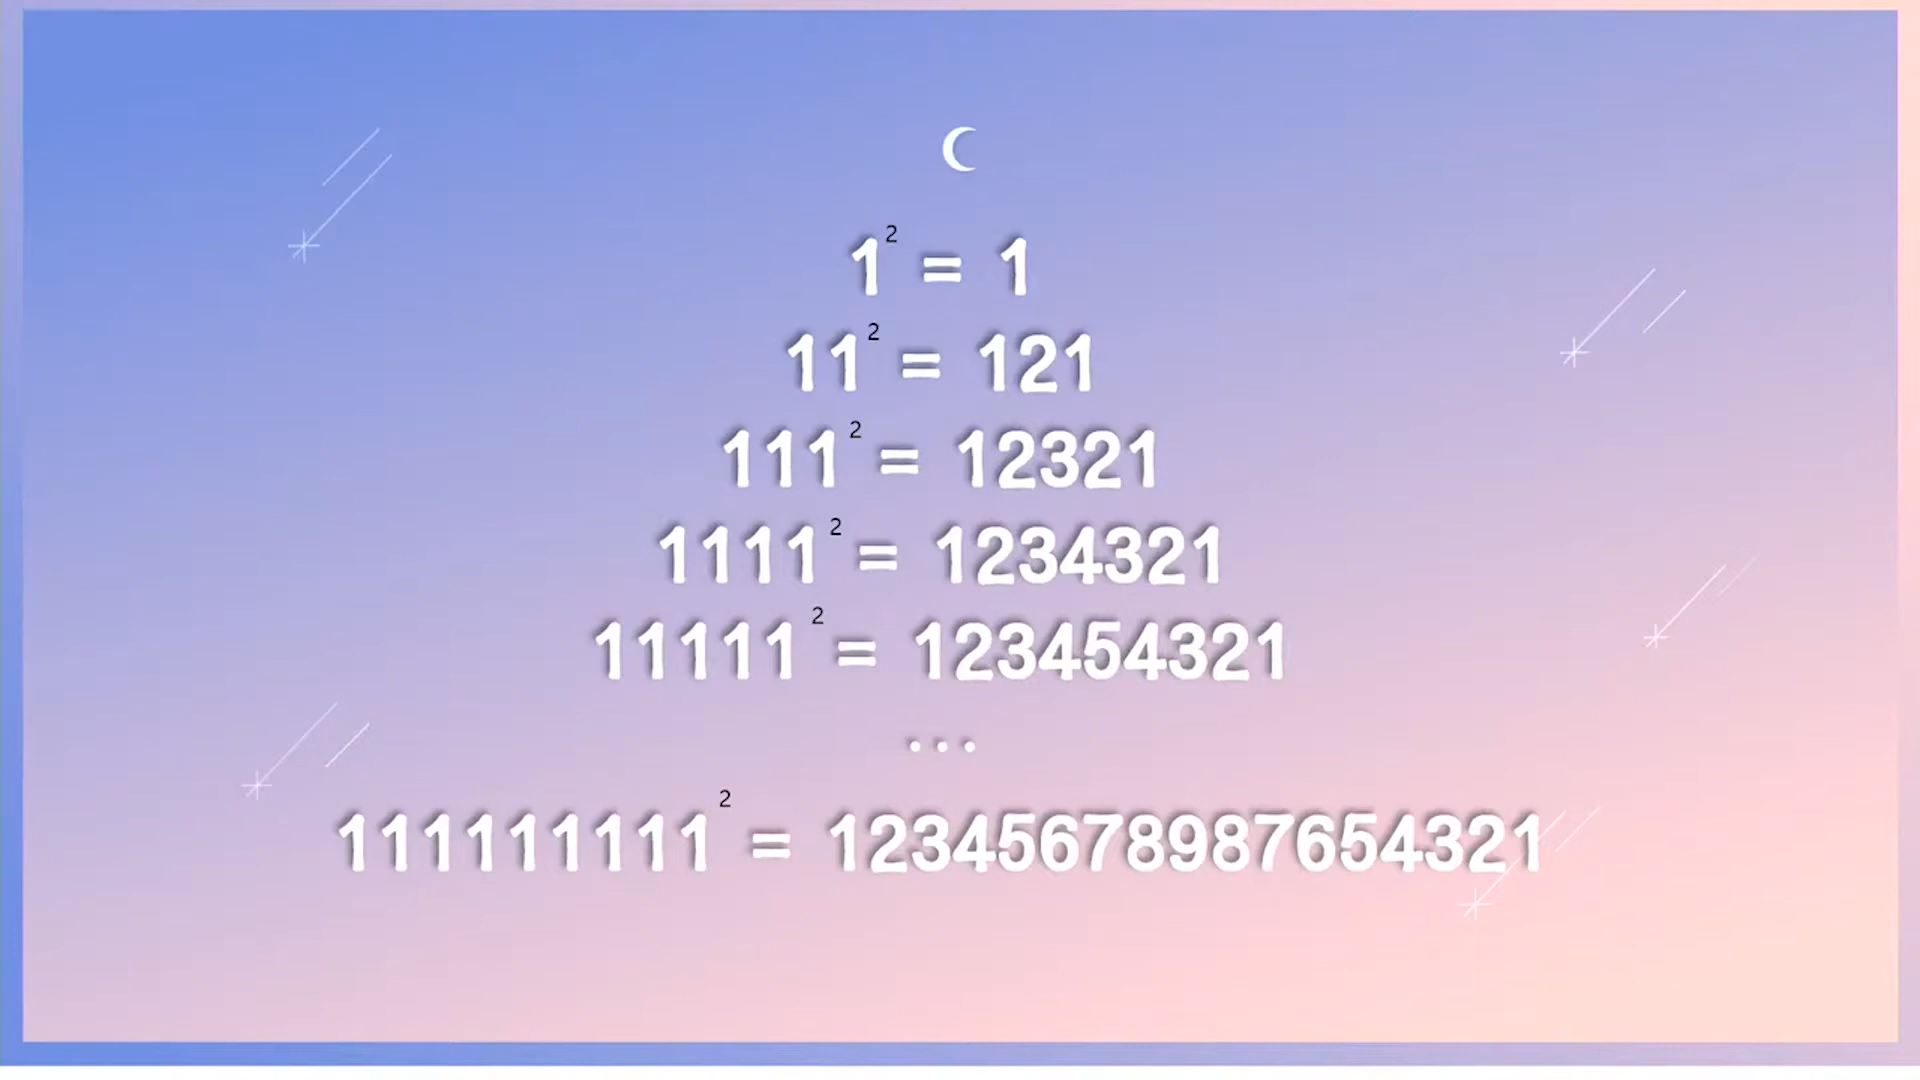 1² = 1
11² = 121
111² = 12321
1111² = 1234321
11111² = 123454321
...
111111111² = 12345678987654321